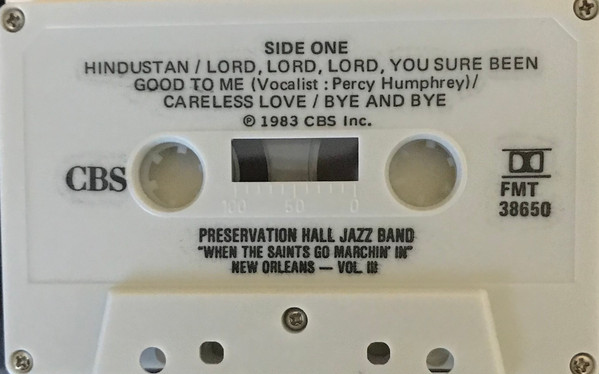 SIDE ONE
HINDUSTAN / LORD, LORD, LORD, YOU SURE BEEN
GOOD TO ME (Vocalist : Percy Humphrey)/
CARELESS LOVE / BYE AND BYE
℗ 1983 CBS Inc.
CBS
100 50 0
FMT
38650
PRESERVATION HALL JAZZ BAND
"WHEN THE SAINTS GO MARCHIN' IN"
NEW ORLEANS — VOL. III